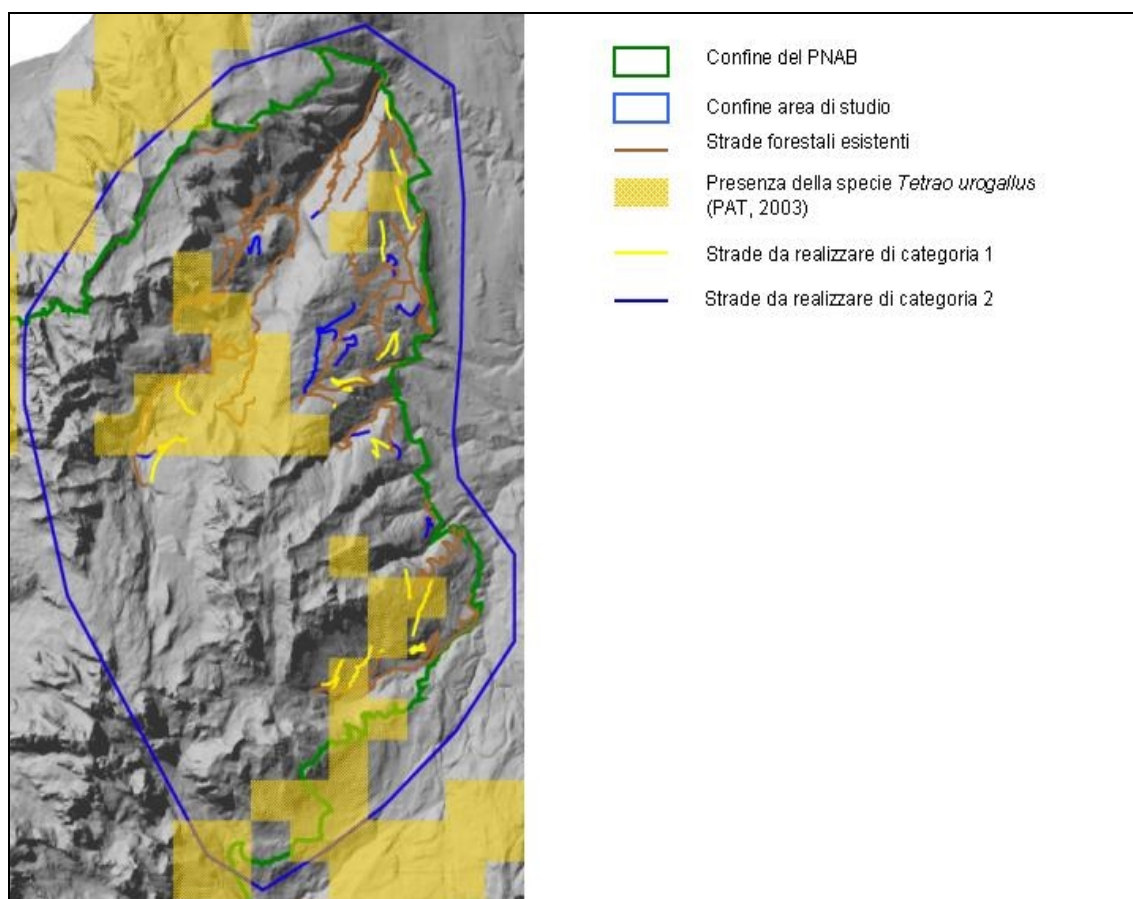 Confine del PNAB
Confine area di studio
Strade forestali esistenti
Presenza della specie Tetrao urogallus
(PAT, 2003)
Strade da realizzare di categoria 1
Strade da realizzare di categoria 2